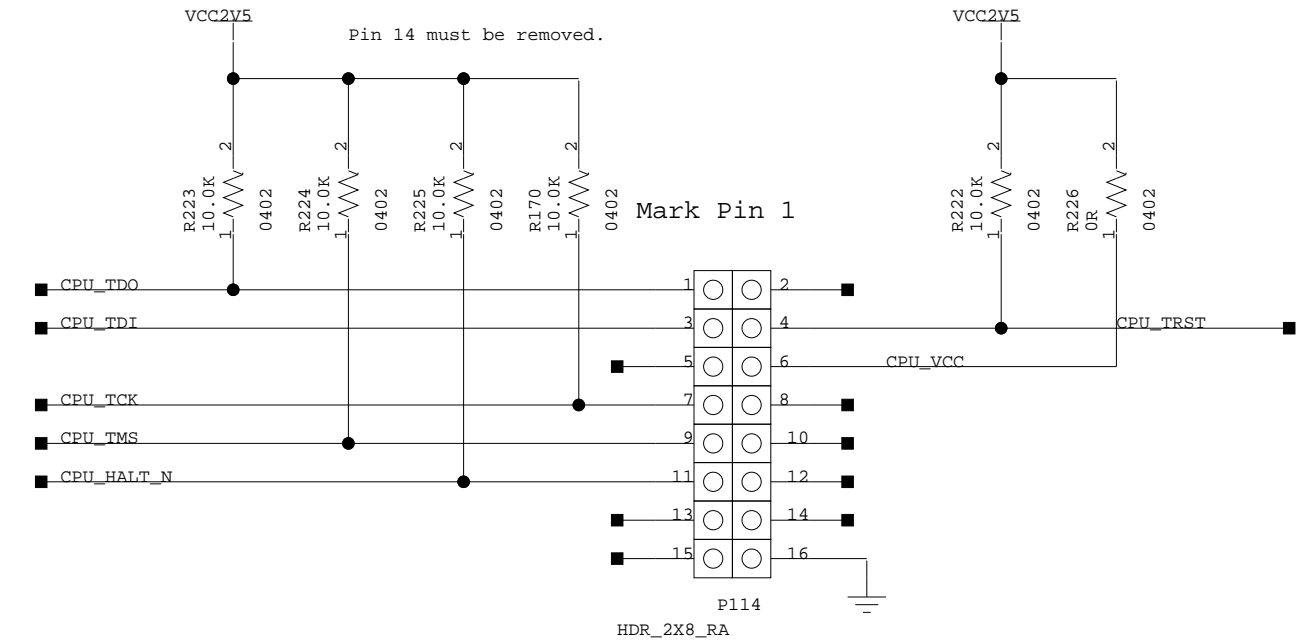 VCC2V5
VCC2V5
Pin 14 must be removed.
2
2
2
2
2
2
R223
10.0K
0402
R224
10.0K
0402
R225
10.0K
0402
R170
10.0K
0402
Mark Pin 1
R222
10.0K
0402
R226
0R
0402
1
1
1
1
1
1
CPU_TDO
1
2
CPU_TDI
3
4
CPU_TRST
5
6
CPU_VCC
CPU_TCK
7
8
CPU_TMS
9
10
CPU_HALT_N
11
12
13
14
15
16
P114
HDR_2X8_RA